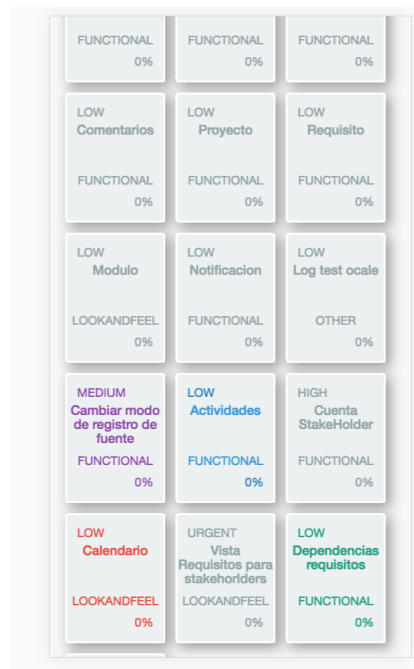 FUNCTIONAL FUNCTIONAL FUNCTIONAL
0% 0% 0%
LOW LOW LOW
Comentarios Proyecto Requisito
FUNCTIONAL FUNCTIONAL FUNCTIONAL
0% 0% 0%
LOW LOW LOW
Modulo Notificacion Log test ocale
LOOKANDFEEL FUNCTIONAL OTHER
0% 0% 0%
MEDIUM LOW HIGH
Cambiar modo Actividades Cuenta
de registro de StakeHolder
fuente
FUNCTIONAL FUNCTIONAL FUNCTIONAL
0% 0% 0%
LOW URGENT LOW
Calendario Vista Dependencias
Requisitos para requisitos
stakehorlders
LOOKANDFEEL LOOKANDFEEL FUNCTIONAL
0% 0% 0%